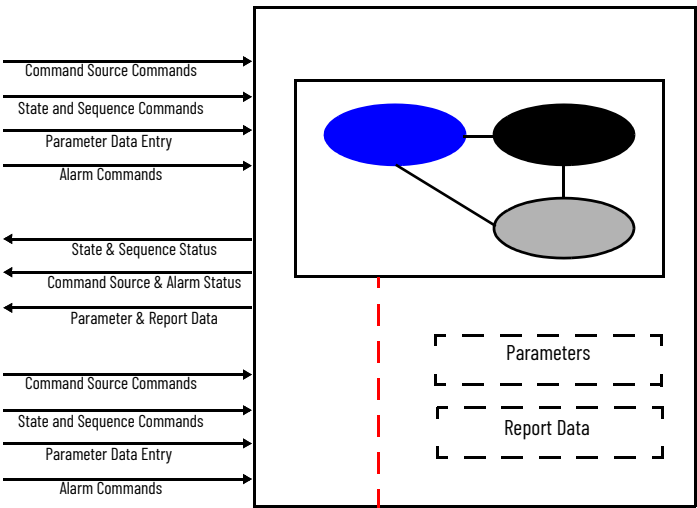 Command Source Commands
State and Sequence Commands
Parameter Data Entry
Alarm Commands
State & Sequence Status
Command Source & Alarm Status
Parameter & Report Data
Parameters
Command Source Commands
State and Sequence Commands
Report Data
Parameter Data Entry
Alarm Commands